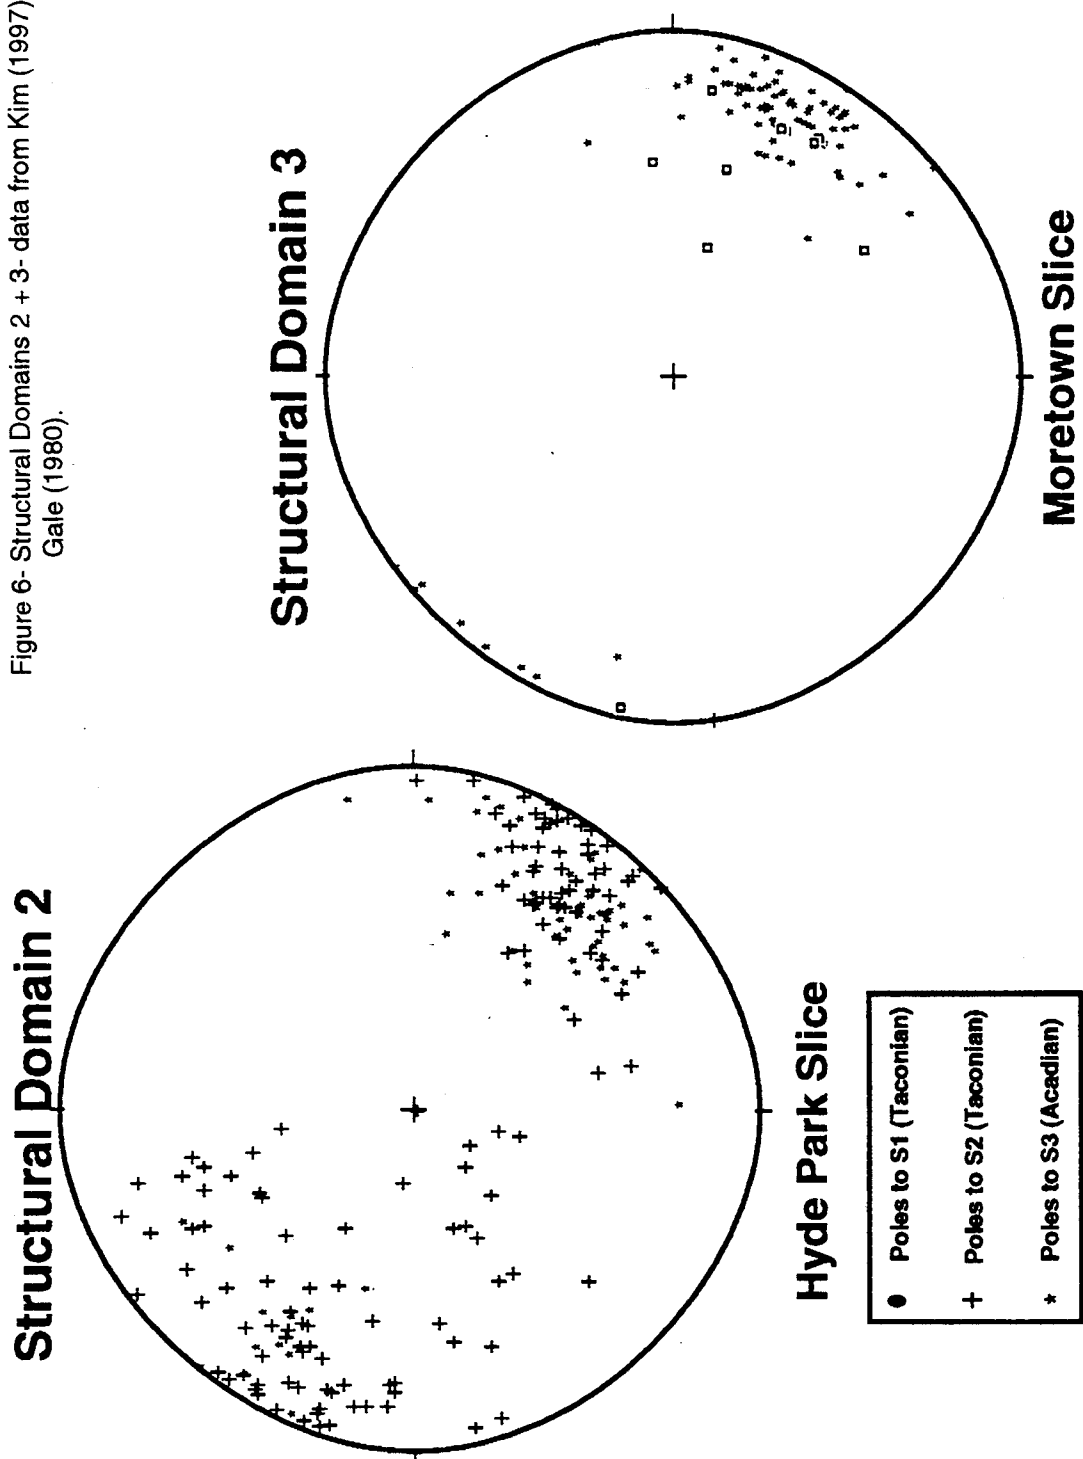 Figure 6- Structural Domains 2 + 3- data from Kim (1997)
Gale (1980).
Structural Domain 2
Hyde Park Slice
Structural Domain 3
Moretown Slice
Poles to S1 (Taconian)
Poles to S2 (Taconian)
Poles to S3 (Acadian)